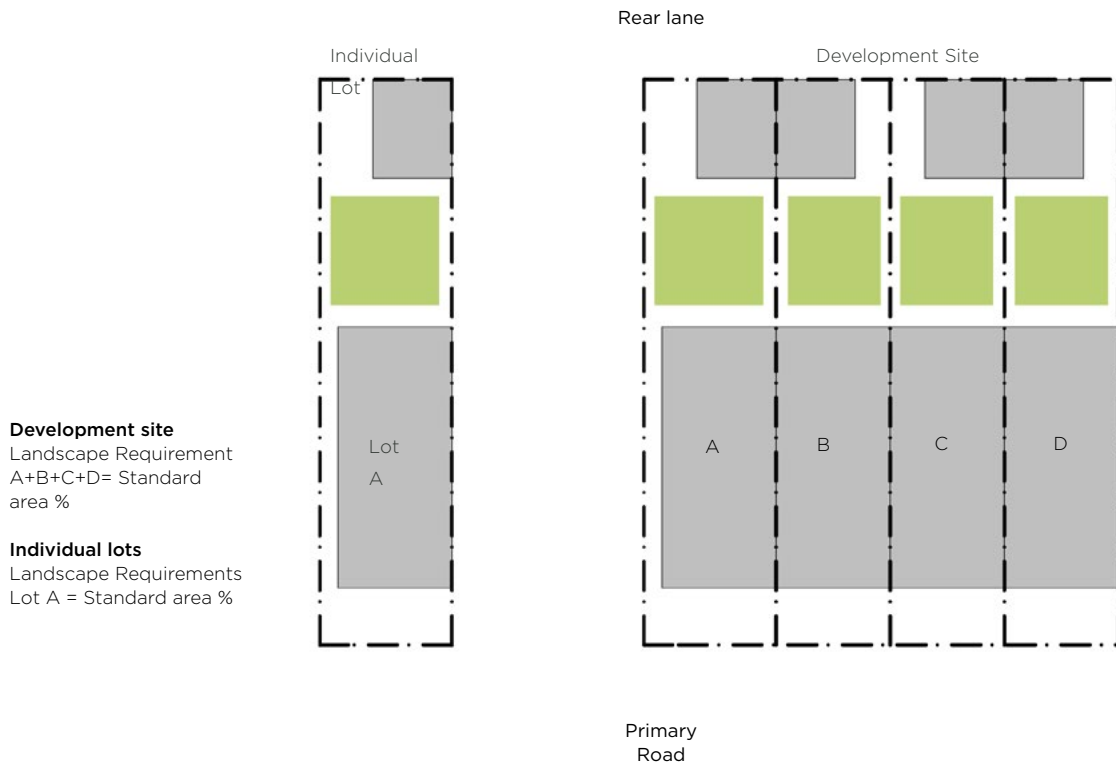 Rear lane
Individual
Lot
Development Site
Lot
A
A
B
C
D
Development site
Landscape Requirement
A+B+C+D= Standard
area %
Individual lots
Landscape Requirements
Lot A = Standard area %
Primary
Road